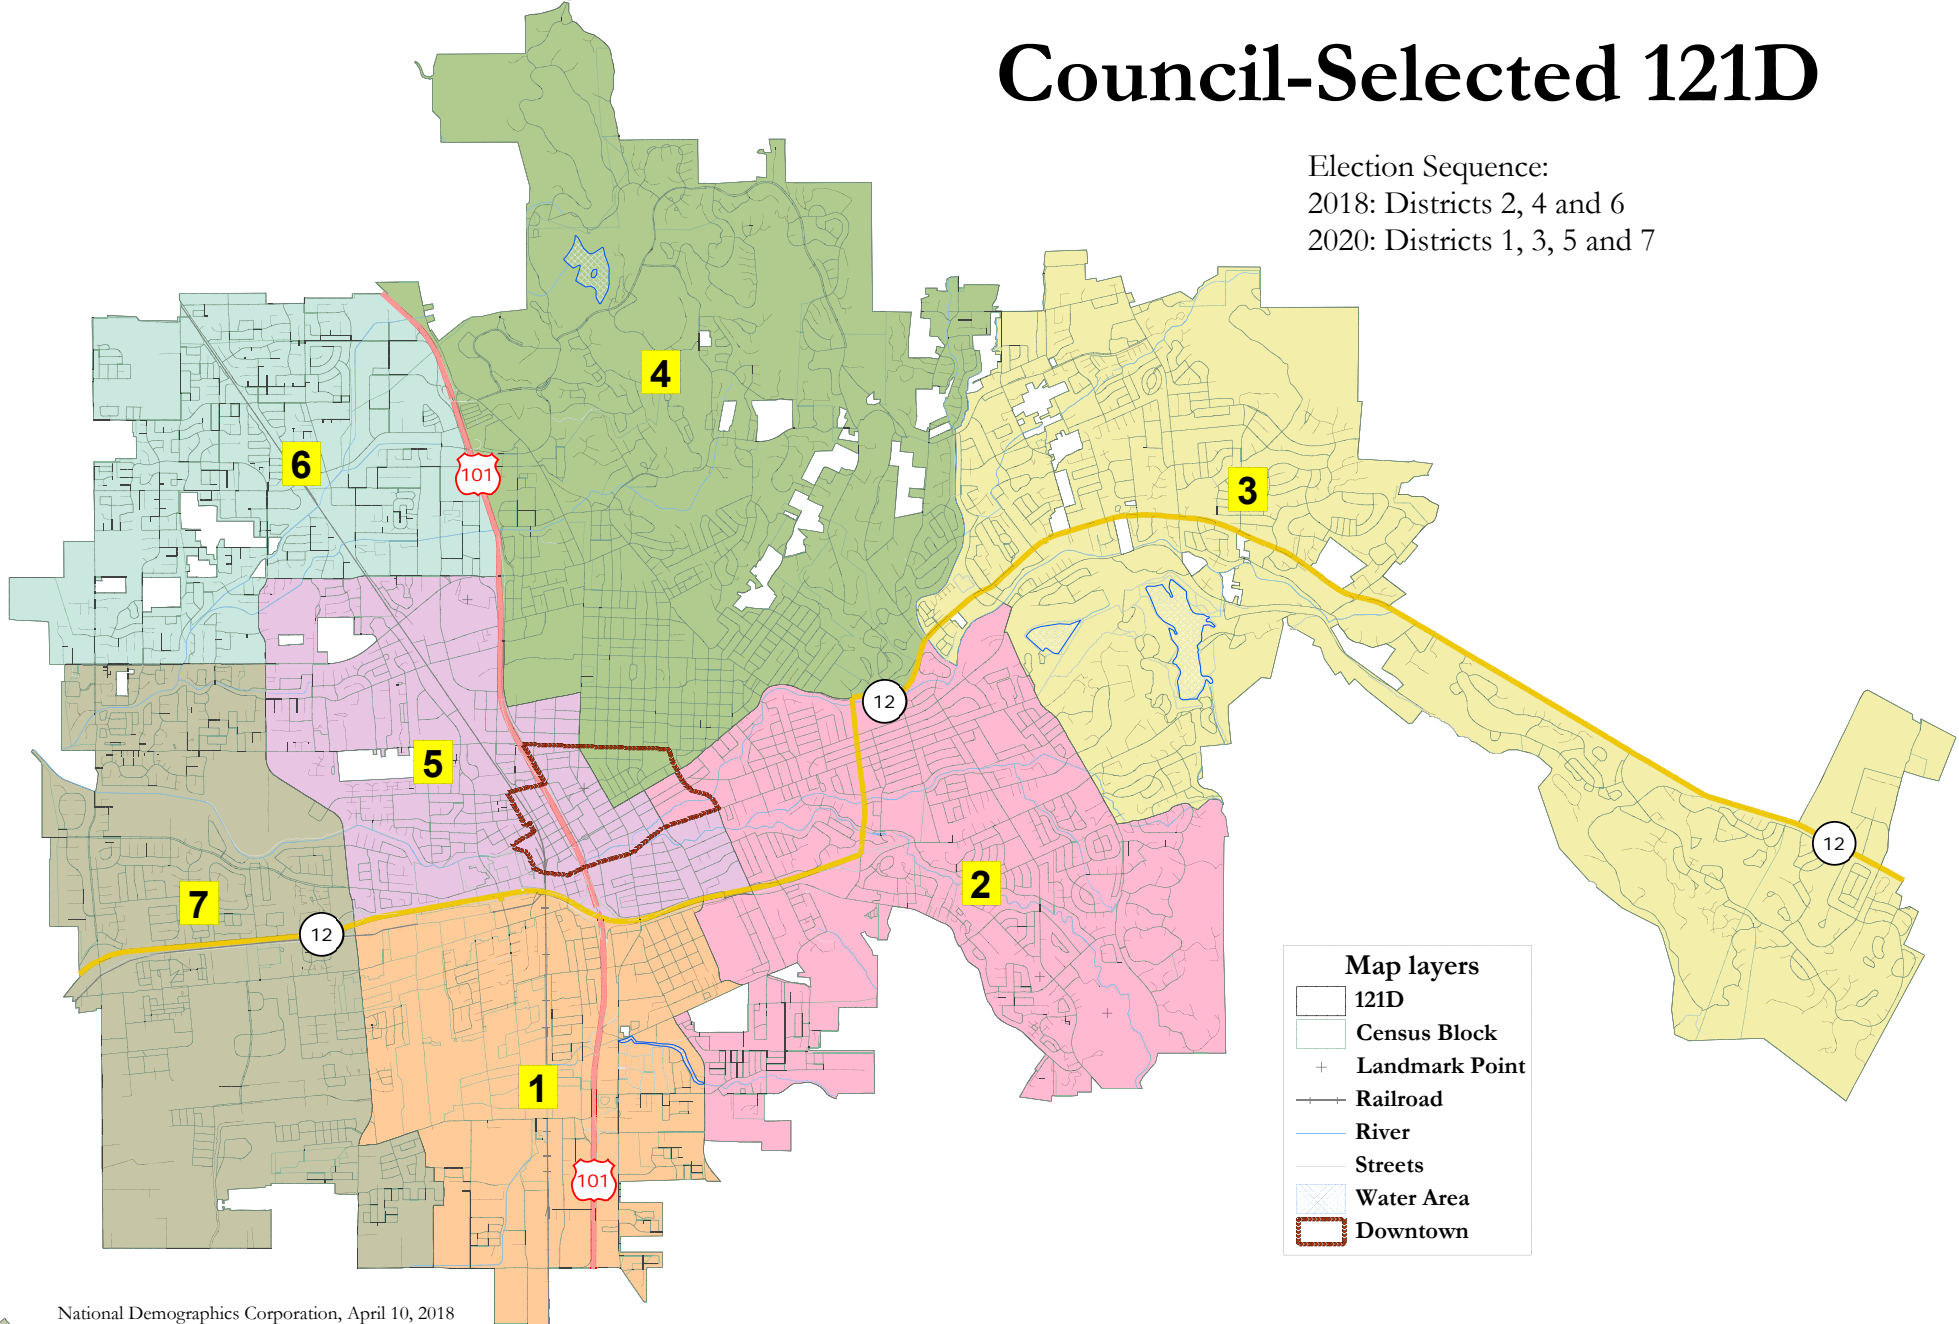 Council-Selected 121D
Election Sequence:
2018: Districts 2, 4 and 6
2020: Districts 1, 3, 5 and 7
4
6
101
3
12
5
2
7
12
12
1
101
Map layers
121D
Census Block
Landmark Point
Railroad
River
Streets
Water Area
Downtown
National Demographics Corporation, April 10, 2018